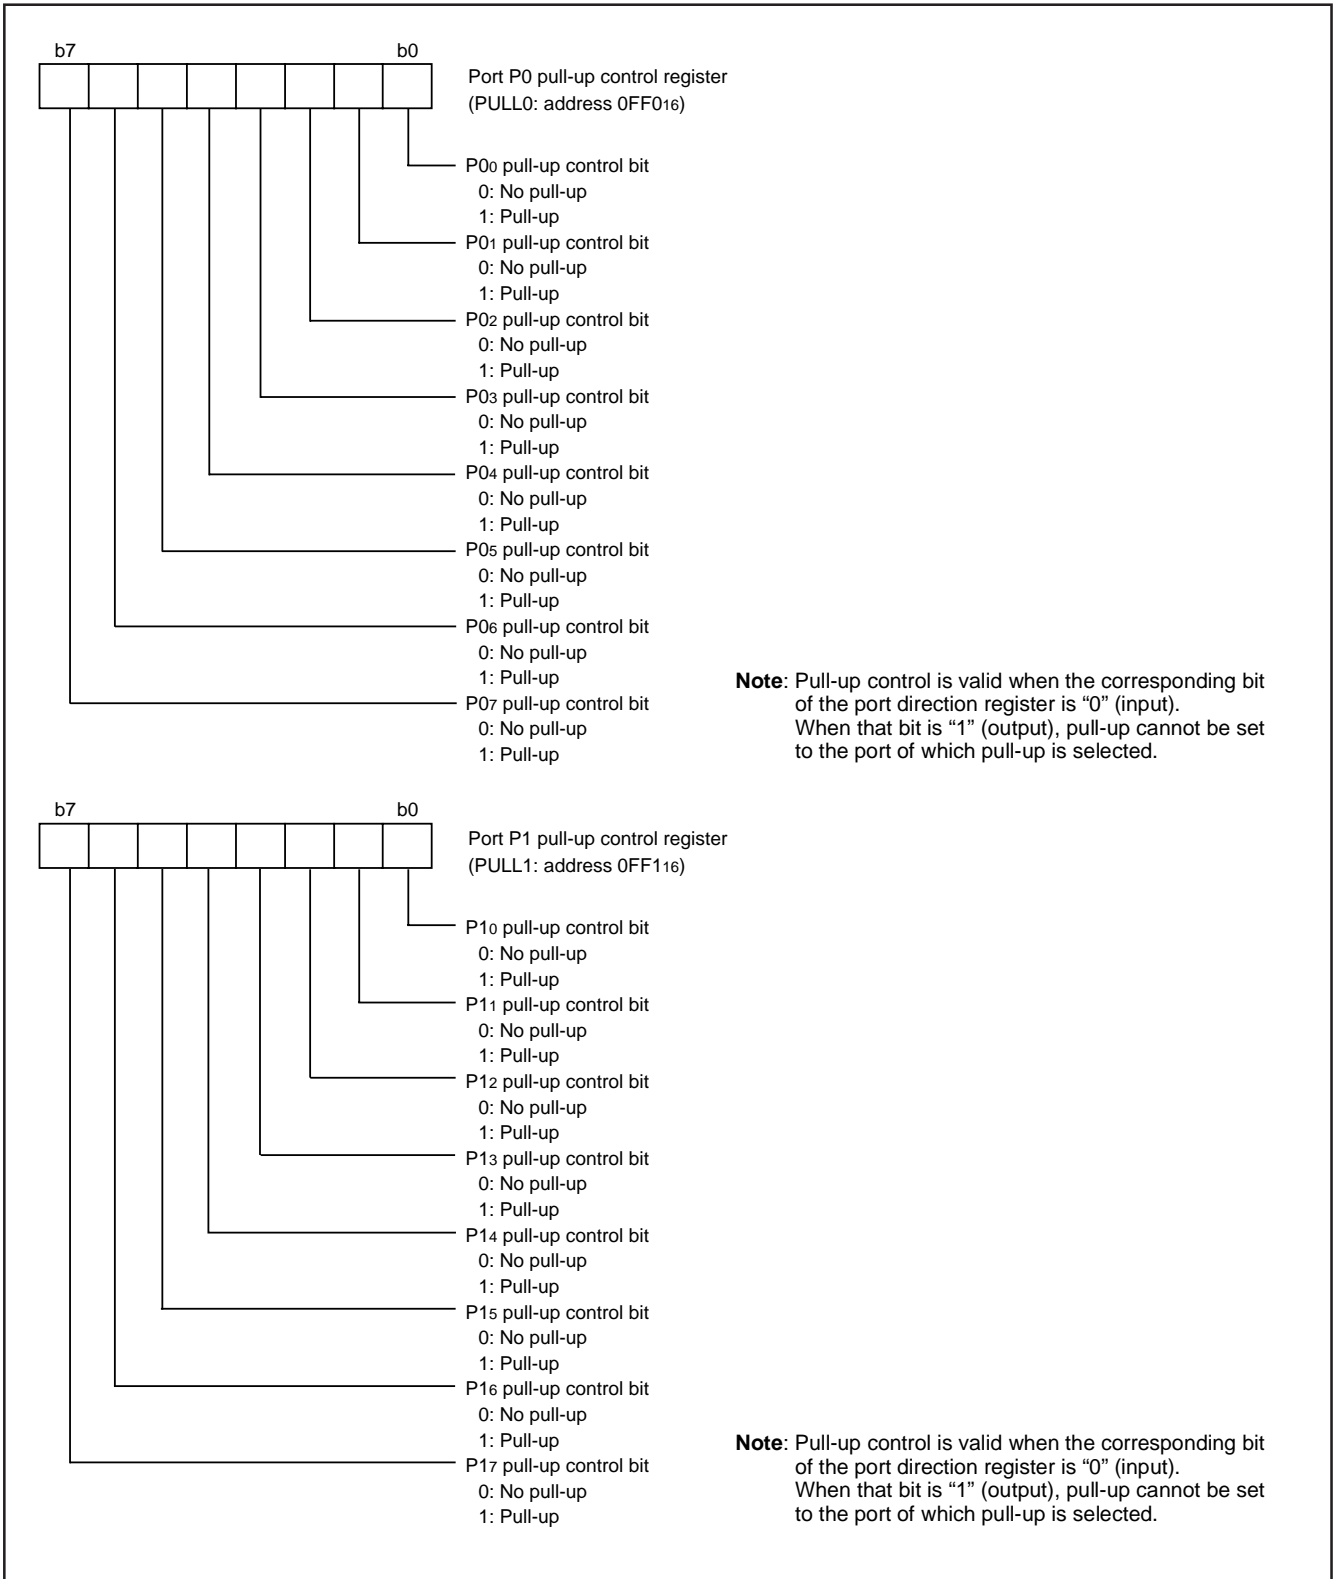 b7 b0
Port P0 pull-up control register
(PULL0: address 0FF016)
P00 pull-up control bit
0: No pull-up
1: Pull-up
P01 pull-up control bit
0: No pull-up
1: Pull-up
P02 pull-up control bit
0: No pull-up
1: Pull-up
P03 pull-up control bit
0: No pull-up
1: Pull-up
P04 pull-up control bit
0: No pull-up
1: Pull-up
P05 pull-up control bit
0: No pull-up
1: Pull-up
P06 pull-up control bit
0: No pull-up
1: Pull-up
P07 pull-up control bit
0: No pull-up
1: Pull-up
Note: Pull-up control is valid when the corresponding bit
of the port direction register is “0” (input).
When that bit is “1” (output), pull-up cannot be set
to the port of which pull-up is selected.
b7 b0
Port P1 pull-up control register
(PULL1: address 0FF116)
P10 pull-up control bit
0: No pull-up
1: Pull-up
P11 pull-up control bit
0: No pull-up
1: Pull-up
P12 pull-up control bit
0: No pull-up
1: Pull-up
P13 pull-up control bit
0: No pull-up
1: Pull-up
P14 pull-up control bit
0: No pull-up
1: Pull-up
P15 pull-up control bit
0: No pull-up
1: Pull-up
P16 pull-up control bit
0: No pull-up
1: Pull-up
P17 pull-up control bit
0: No pull-up
1: Pull-up
Note: Pull-up control is valid when the corresponding bit
of the port direction register is “0” (input).
When that bit is “1” (output), pull-up cannot be set
to the port of which pull-up is selected.